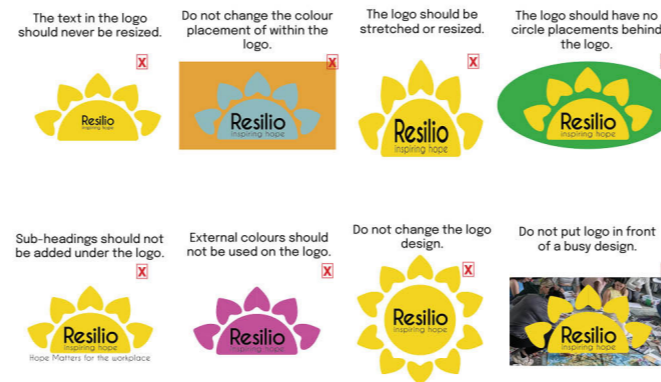 The text in the logo
should never be resized.
X
Resilio
inspiring hope
Do not change the colour
placement of within the
logo.
X
Resilio
inspiring hope
The logo should be
stretched or resized.
X
Resilio
inspiring hope
The logo should have no
circle placements behind
the logo.
Resilio
inspiring hope
Sub-headings should not
be added under the logo.
X
Resilio
inspiring hope
Hope Matters for the workplace
External colours should
not be used on the logo.
X
Resilio
inspiring hope
Do not change the logo
design.
X
Resilio
inspiring hope
Do not put logo in front
of a busy design.
Resilio
inspiring hope